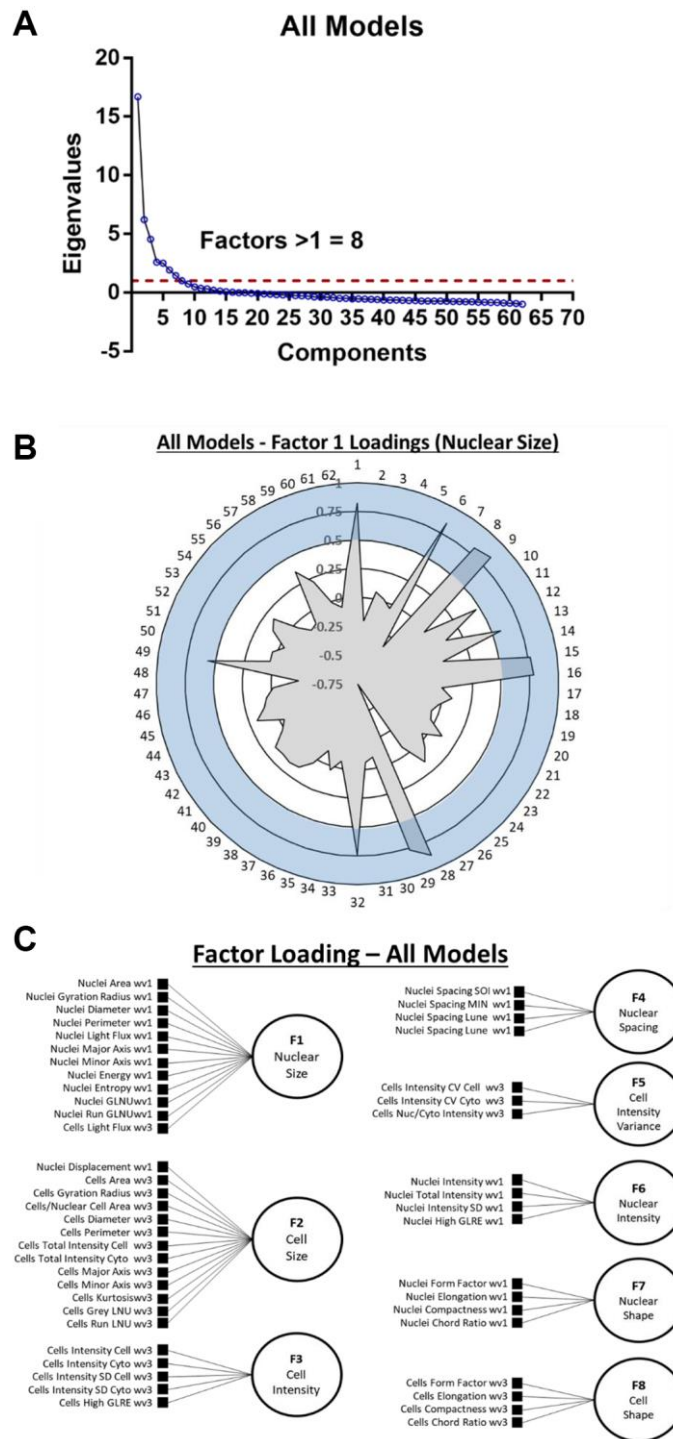 A
All Models
20
15
10
5
0
-5
Eigenvalues
Factors >1 = 8
5 10 15 20 25 30 35 40 45 50 55 60 65 70
Components
B
All Models - Factor 1 Loadings (Nuclear Size)
1
2
3
4
5
6
7
8
9
10
11
12
13
14
15
16
17
18
19
20
21
22
23
24
25
26
27
28
29
30
31
32
33
34
35
36
37
38
39
40
41
42
43
44
45
46
47
48
49
50
51
52
53
54
55
56
57
58
59
60
61
62
1
0.75
0.5
0.25
0
0.25
-0.5
-0.75
C
Factor Loading – All Models
Nuclei Area wv1
Nuclei Gyration Radius wv1
Nuclei Diameter wv1
Nuclei Perimeter wv1
Nuclei Light Flux wv1
Nuclei Major Axis wv1
Nuclei Minor Axis wv1
Nuclei Energy wv1
Nuclei Entropy wv1
Nuclei GLNUwv1
Nuclei Run GLNUwv1
Cells Light Flux wv3
F1
Nuclear
Size
Nuclei Displacement wv1
Cells Area wv3
Cells Gyration Radius wv3
Cells/Nuclear Cell Area wv3
Cells Diameter wv3
Cells Perimeter wv3
Cells Total Intensity Cell wv3
Cells Total Intensity Cyto wv3
Cells Major Axis wv3
Cells Minor Axis wv3
Cells Kurtosiswv3
Cells Grey LNU wv3
Cells Run LNU wv3
F2
Cell
Size
Cells Intensity Cell wv3
Cells Intensity Cyto wv3
Cells Intensity SD Cell wv3
Cells Intensity SD Cyto wv3
Cells High GLRE wv3
F3
Cell
Intensity
Nuclei Spacing SOI wv1
Nuclei Spacing MIN wv1
Nuclei Spacing Lune wv1
Nuclei Spacing Lune wv1
F4
Nuclear
Spacing
Cells Intensity CV Cell wv3
Cells Intensity CV Cyto wv3
Cells Nuc/Cyto Intensity wv3
F5
Cell
Intensity
Variance
Nuclei Intensity wv1
Nuclei Total Intensity wv1
Nuclei Intensity SD wv1
Nuclei High GLRE wv1
F6
Nuclear
Intensity
Nuclei Form Factor wv1
Nuclei Elongation wv1
Nuclei Compactness wv1
Nuclei Chord Ratio wv1
F7
Nuclear
Shape
Cells Form Factor wv3
Cells Elongation wv3
Cells Compactness wv3
Cells Chord Ratio wv3
F8
Cell
Shape